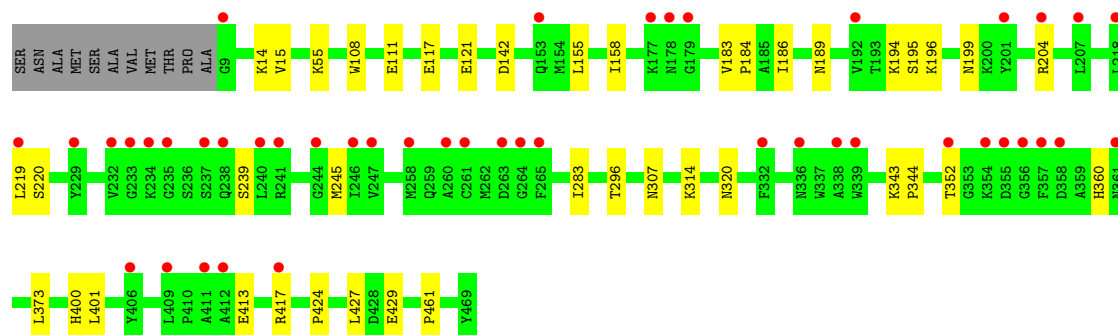 SER ASN ALA MET SER ALA VAL MET THR PRO ALA G9 K14 V15 K55 W108 E111 E117 E121 D142 Q153 M154 L155 I158 K177 N178 G179 V183 P184 A185 I186 N189 V192 T193 K194 S195 K196 N199 K200 Y201 R204 L207 L218
L219 S220 Y229 V232 G233 K234 G235 S236 S237 Q238 S239 L240 R241 G244 M245 I246 V247 M258 Q259 A260 C261 M262 D263 G264 F265 I283 T296 N307 K314 N320 F332 N336 W337 A338 W339 K343 P344 T352 G353 K354 D355 G356 F357 D358 A359 H360
L373 H400 L401 Y406 L409 P410 A411 A412 E413 R417 P424 L427 D428 E429 P461 Y469